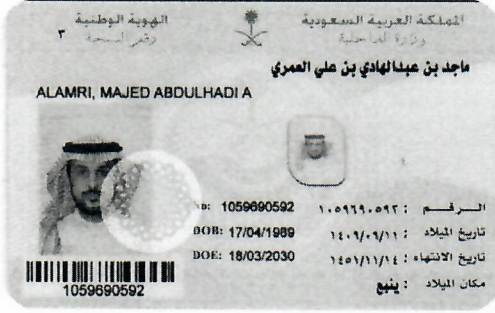 المملكة العربية السعودية
وزارة الداخلية
الهوية الوطنية
رقم النسخة ٣
ماجد بن عبدالهادي بن علي العمري
ALAMRI, MAJED ABDULHADI A
ID: 1059690592 الـرقـم : ١٠٥٩٦٩٠٥٩٢
DOB: 17/04/1989 تاريخ الميلاد : ١٤٠٩/٠٩/١١
DOE: 18/03/2030 تاريخ الانتهاء : ١٤٥١/١١/١٤
مكان الميلاد : ينبع
1059690592